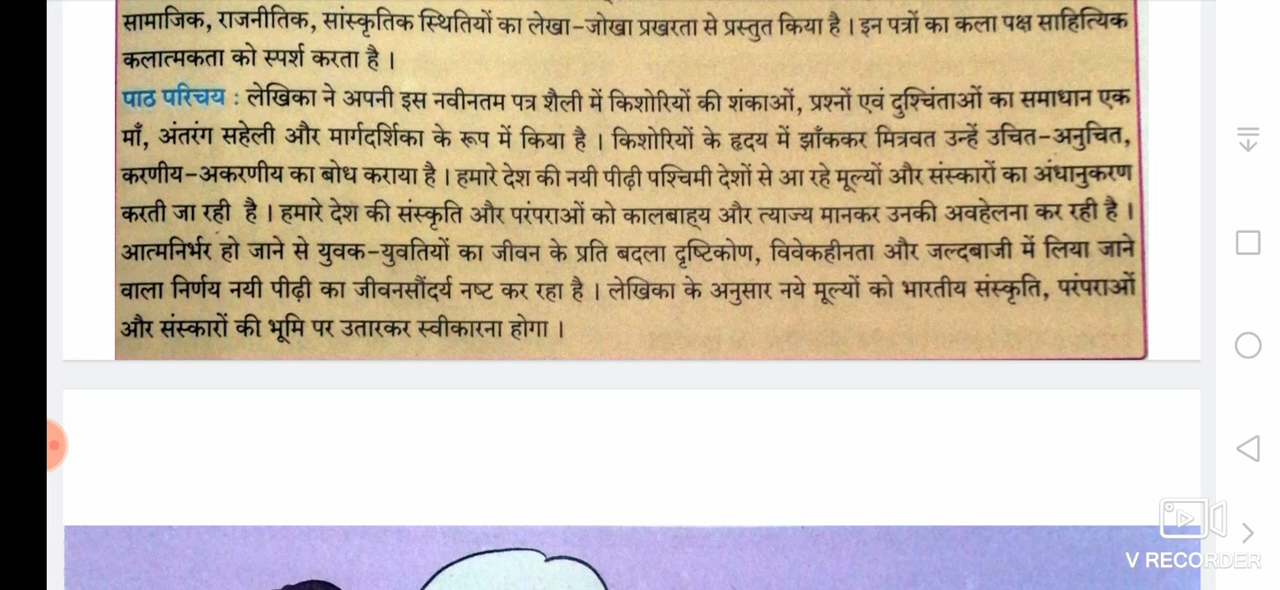 सामाजिक, राजनीतिक, सांस्कृतिक स्थितियों का लेखा-जोखा प्रखरता से प्रस्तुत किया है । इन पत्रों का कला पक्ष साहित्यिक
कलात्मकता को स्पर्श करता है ।
पाठ परिचय : लेखिका ने अपनी इस नवीनतम पत्र शैली में किशोरियों की शंकाओं, प्रश्नों एवं दुश्चिंताओं का समाधान एक
माँ, अंतरंग सहेली और मार्गदर्शिका के रूप में किया है । किशोरियों के हृदय में झाँककर मित्रवत उन्हें उचित-अनुचित,
करणीय-अकरणीय का बोध कराया है । हमारे देश की नयी पीढ़ी पश्चिमी देशों से आ रहे मूल्यों और संस्कारों का अंधानुकरण
करती जा रही है । हमारे देश की संस्कृति और परंपराओं को कालबाह्य और त्याज्य मानकर उनकी अवहेलना कर रही है ।
आत्मनिर्भर हो जाने से युवक-युवतियों का जीवन के प्रति बदला दृष्टिकोण, विवेकहीनता और जल्दबाजी में लिया जाने
वाला निर्णय नयी पीढ़ी का जीवनसौंदर्य नष्ट कर रहा है । लेखिका के अनुसार नये मूल्यों को भारतीय संस्कृति, परंपराओं
और संस्कारों की भूमि पर उतारकर स्वीकारना होगा ।
V RECORDER